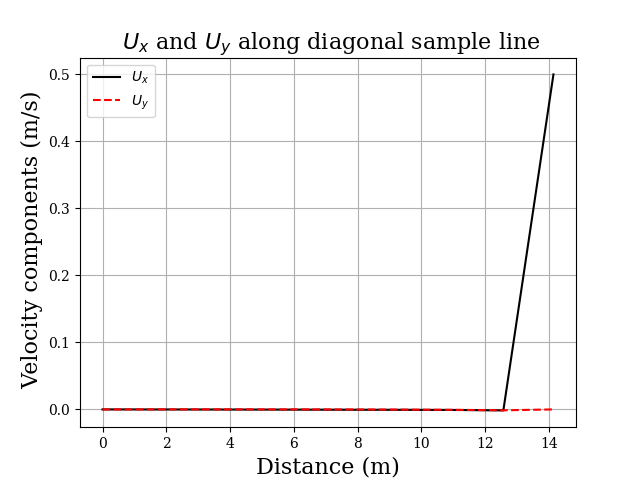 U_x and U_y along diagonal sample line
U_x
U_y
Velocity components (m/s)
0.5
0.4
0.3
0.2
0.1
0.0
0 2 4 6 8 10 12 14
Distance (m)